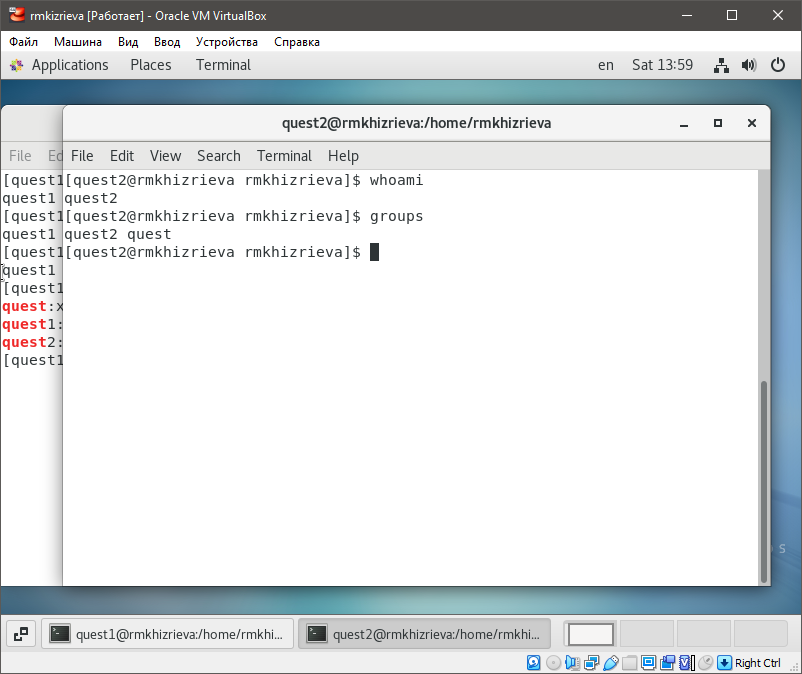 rmkizrieva [Работает] - Oracle VM VirtualBox
Файл Машина Вид Ввод Устройства Справка
Applications Places Terminal en Sat 13:59
quest2@rmkhizrieva:/home/rmkhizrieva
File Ed
File Edit View Search Terminal Help
[quest1
quest1
[quest1
quest1
[quest1
quest1
[quest1
quest:x
quest1:
quest2:
[quest1
[quest2@rmkhizrieva rmkhizrieva]$ whoami
quest2
[quest2@rmkhizrieva rmkhizrieva]$ groups
quest2 quest
[quest2@rmkhizrieva rmkhizrieva]$
S
quest1@rmkhizrieva:/home/rmkhi...
quest2@rmkhizrieva:/home/rmkhi...
Right Ctrl